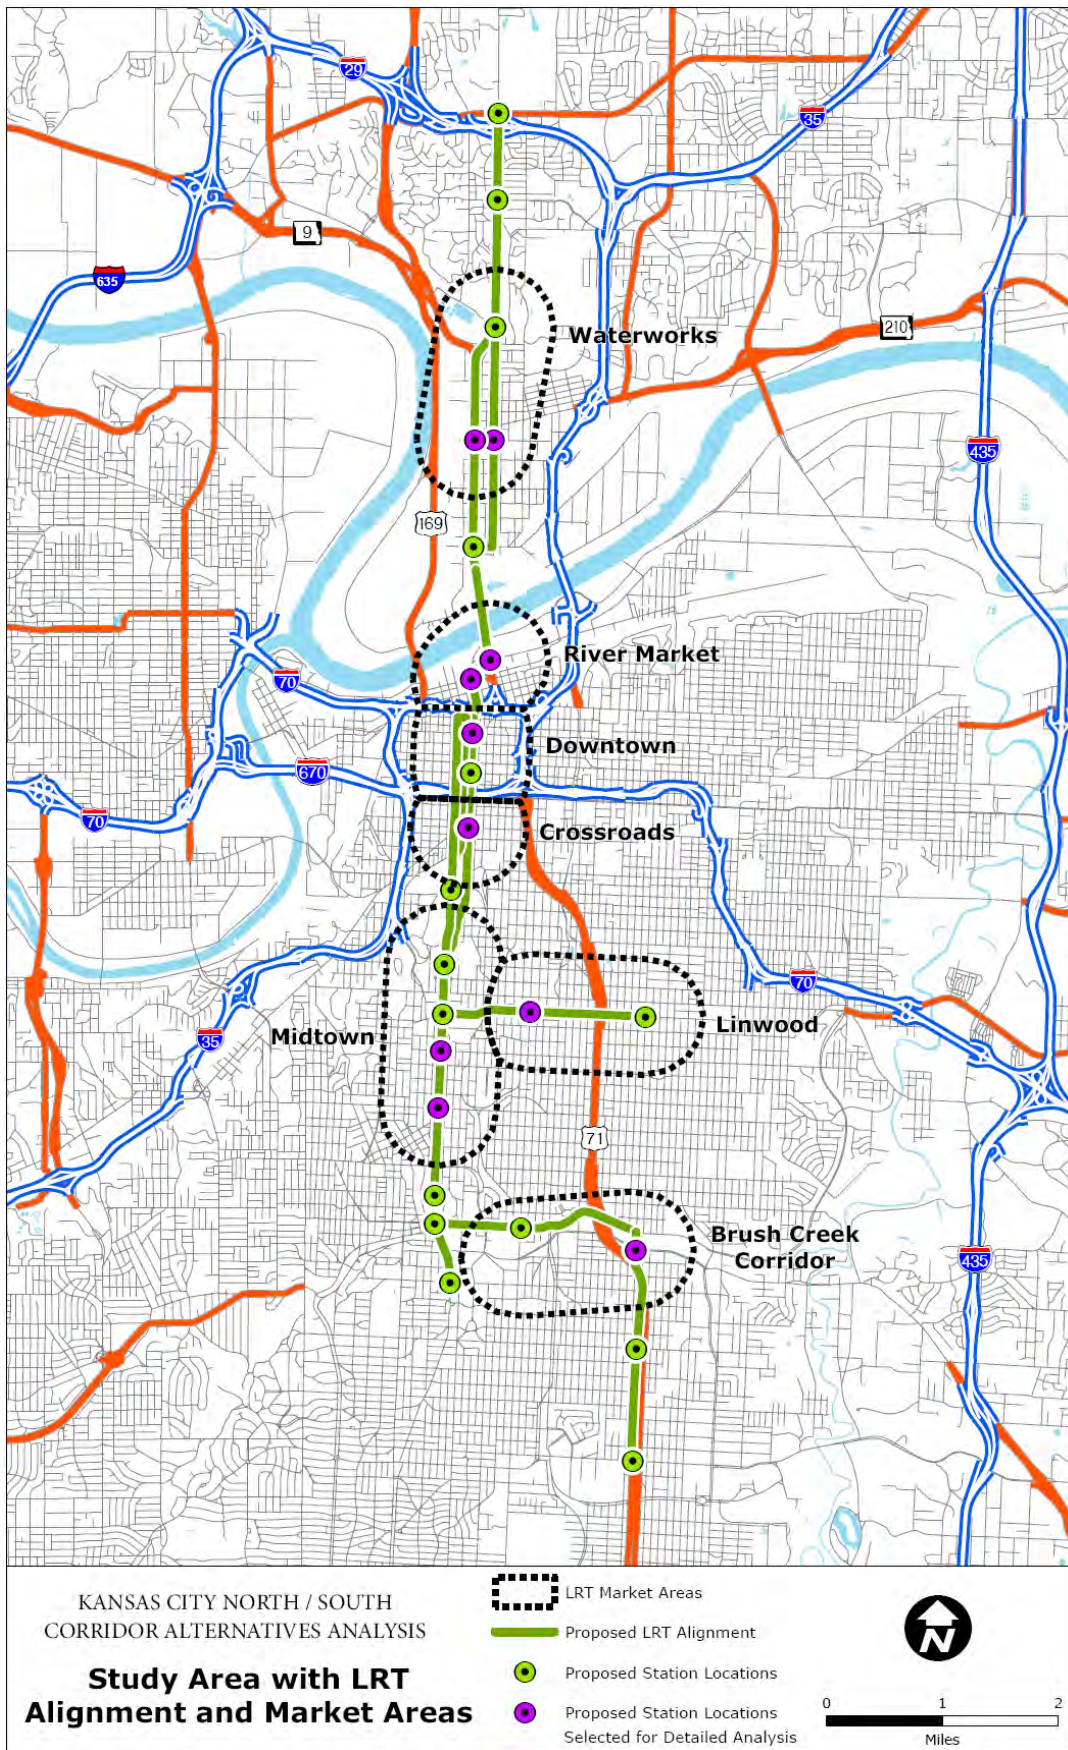 29
35
9
635
Waterworks
210
435
169
River Market
70
Downtown
670
70
Crossroads
70
Linwood
Midtown
35
71
Brush Creek
Corridor
435
KANSAS CITY NORTH / SOUTH
CORRIDOR ALTERNATIVES ANALYSIS
Study Area with LRT
Alignment and Market Areas
LRT Market Areas
Proposed LRT Alignment
Proposed Station Locations
Proposed Station Locations
Selected for Detailed Analysis
N
0 1 2
Miles